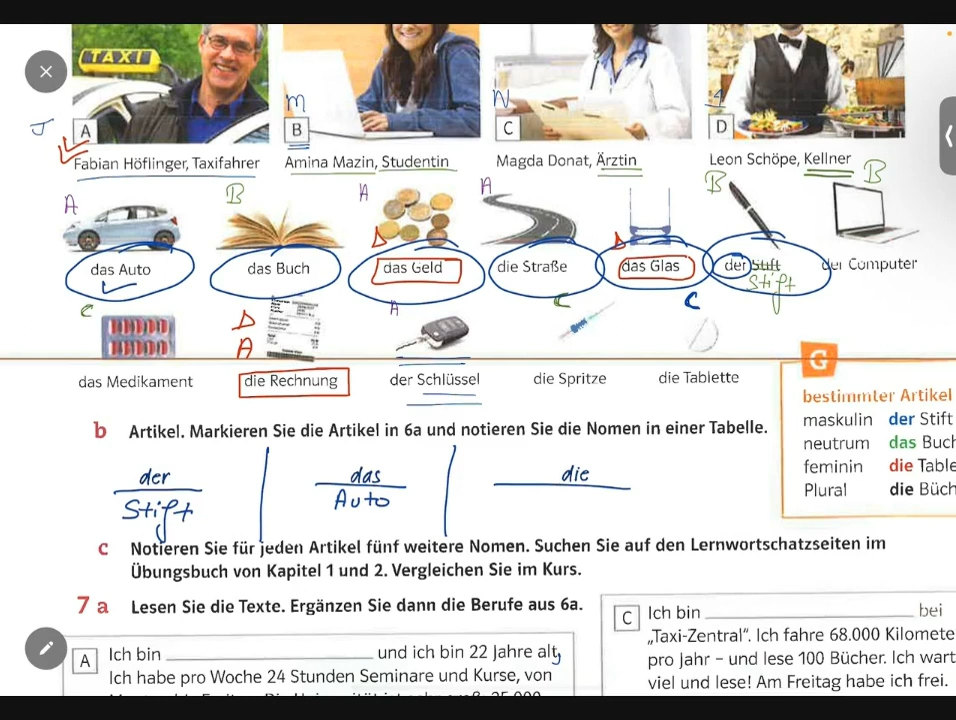 TAXI
J
A
m
B
N
C
1
D
Fabian Höflinger, Taxifahrer
Amina Mazin, Studentin
Magda Donat, Ärztin
Leon Schöpe, Kellner
A
B
A
A
B
B
D
D
das Auto
das Buch
das Geld
die Straße
das Glas
der Stift
der Computer
Stift
C
D
A
A
C
C
das Medikament
die Rechnung
der Schlüssel
die Spritze
die Tablette
G
bestimmter Artikel
maskulin der Stift
neutrum das Buch
feminin die Table
Plural die Büch
b Artikel. Markieren Sie die Artikel in 6a und notieren Sie die Nomen in einer Tabelle.
der
das
die
Stift
Auto
c Notieren Sie für jeden Artikel fünf weitere Nomen. Suchen Sie auf den Lernwortschatzseiten im
Übungsbuch von Kapitel 1 und 2. Vergleichen Sie im Kurs.
7 a Lesen Sie die Texte. Ergänzen Sie dann die Berufe aus 6a.
A Ich bin ____________ und ich bin 22 Jahre alt,
Ich habe pro Woche 24 Stunden Seminare und Kurse, von
C Ich bin ____________ bei
„Taxi-Zentral“. Ich fahre 68.000 Kilomete
pro Jahr – und lese 100 Bücher. Ich wart
viel und lese! Am Freitag habe ich frei.